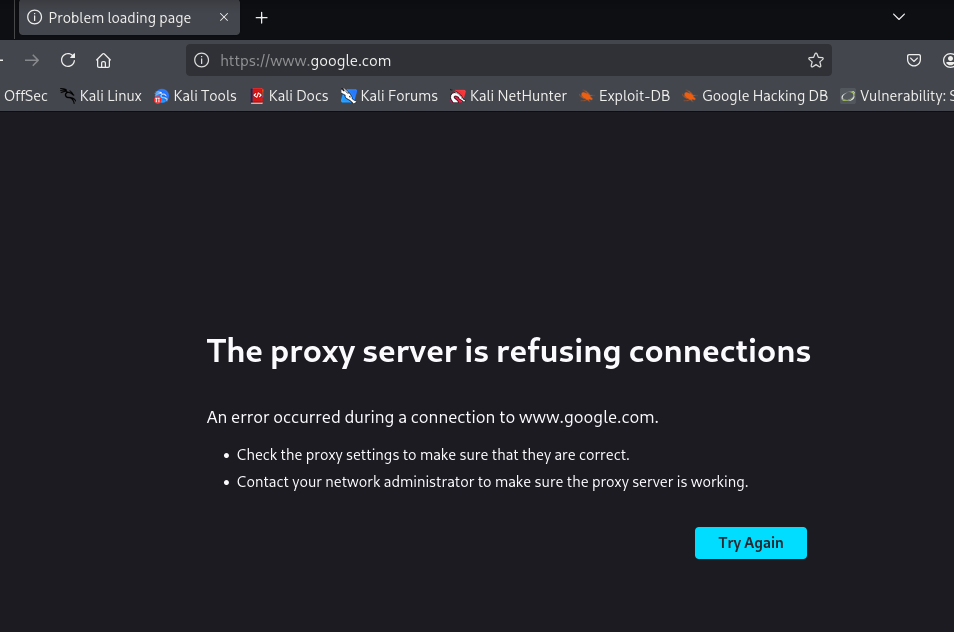 Problem loading page
https://www.google.com
OffSec Kali Linux Kali Tools Kali Docs Kali Forums Kali NetHunter Exploit-DB Google Hacking DB Vulnerability: S
The proxy server is refusing connections
An error occurred during a connection to www.google.com.
• Check the proxy settings to make sure that they are correct.
• Contact your network administrator to make sure the proxy server is working.
Try Again